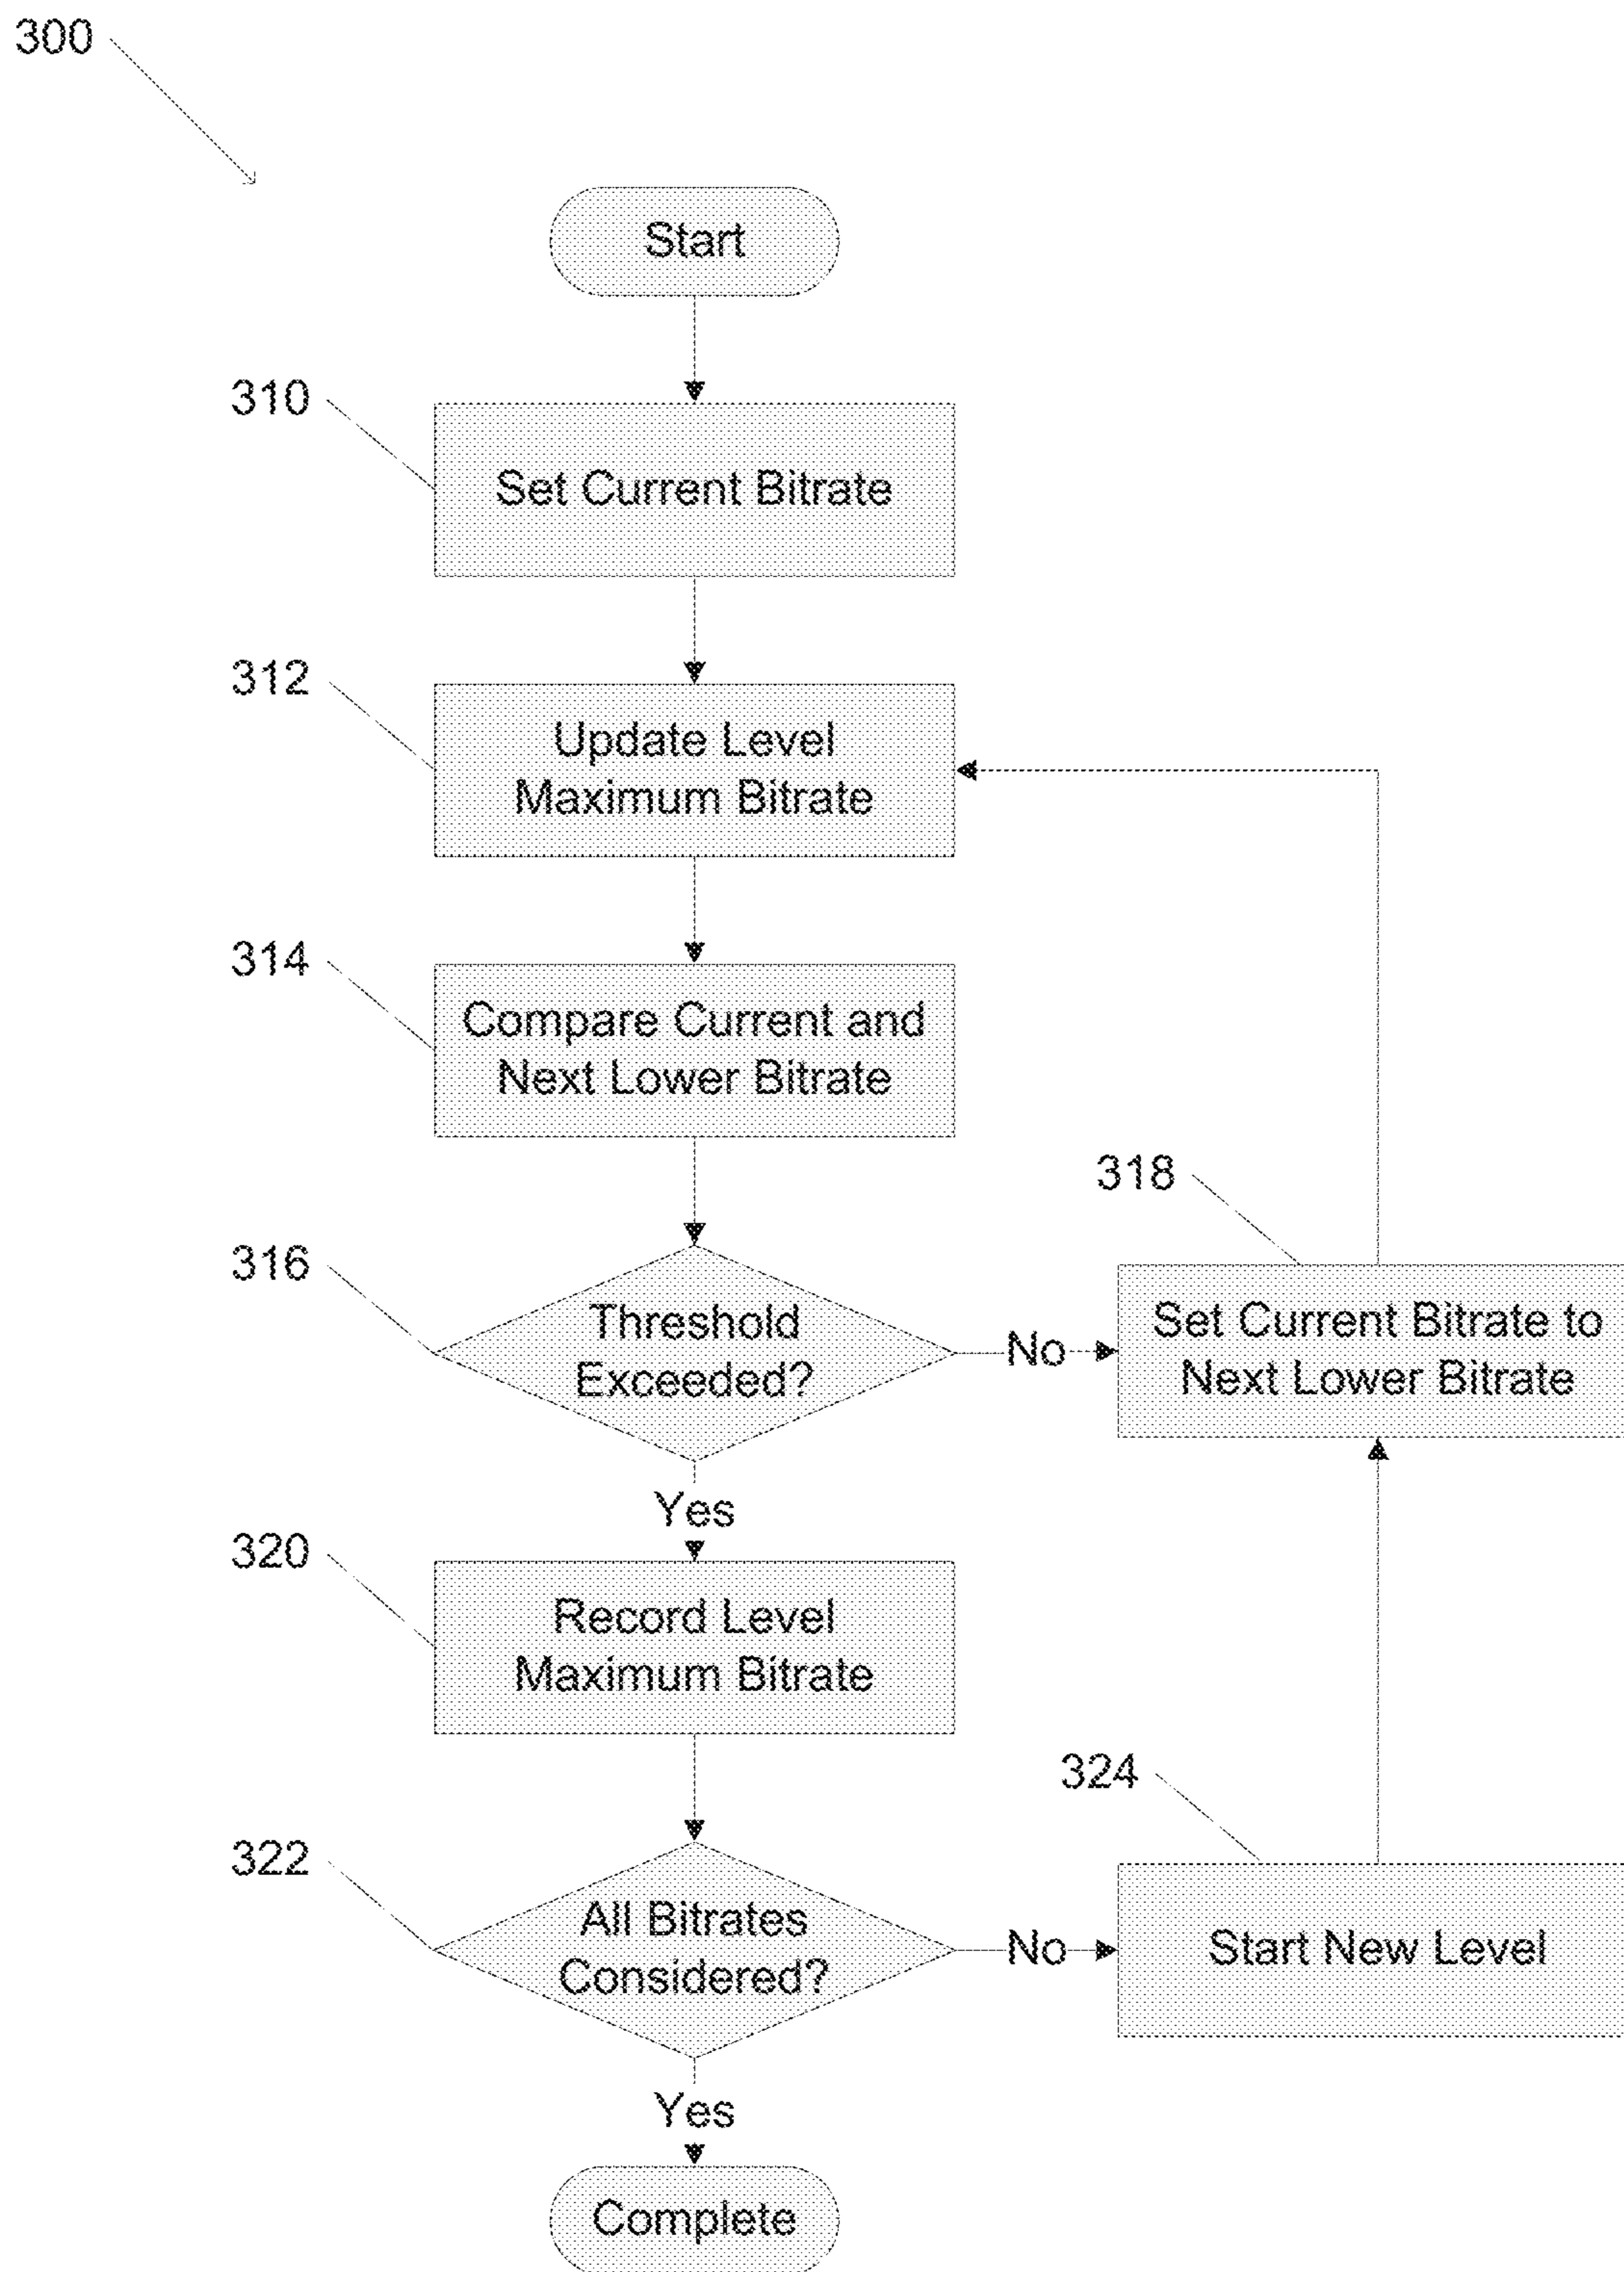 300
Start
310
Set Current Bitrate
312
Update Level
Maximum Bitrate
314
Compare Current and
Next Lower Bitrate
316
Threshold
Exceeded?
No
318
Set Current Bitrate to
Next Lower Bitrate
Yes
320
Record Level
Maximum Bitrate
322
All Bitrates
Considered?
No
324
Start New Level
Yes
Complete